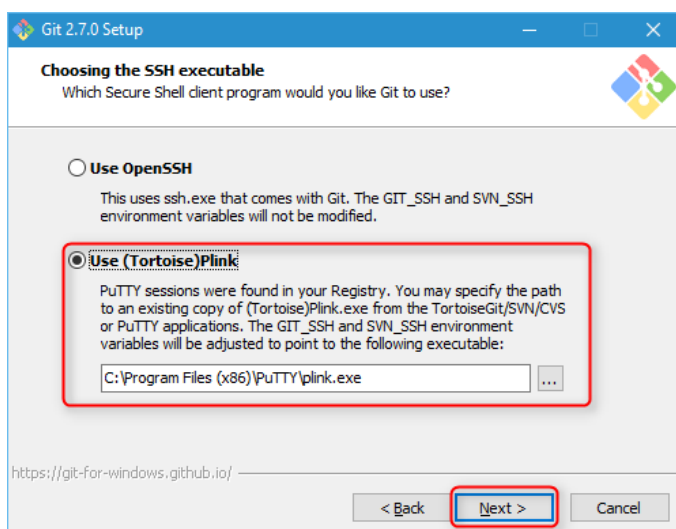 Git 2.7.0 Setup
Choosing the SSH executable
Which Secure Shell client program would you like Git to use?
Use OpenSSH
This uses ssh.exe that comes with Git. The GIT_SSH and SVN_SSH
environment variables will not be modified.
Use (Tortoise)Plink
PuTTY sessions were found in your Registry. You may specify the path
to an existing copy of (Tortoise)Plink.exe from the TortoiseGit/SVN/CVS
or PuTTY applications. The GIT_SSH and SVN_SSH environment
variables will be adjusted to point to the following executable:
C:\Program Files (x86)\PuTTY\plink.exe
...
https://git-for-windows.github.io/
< Back Next > Cancel